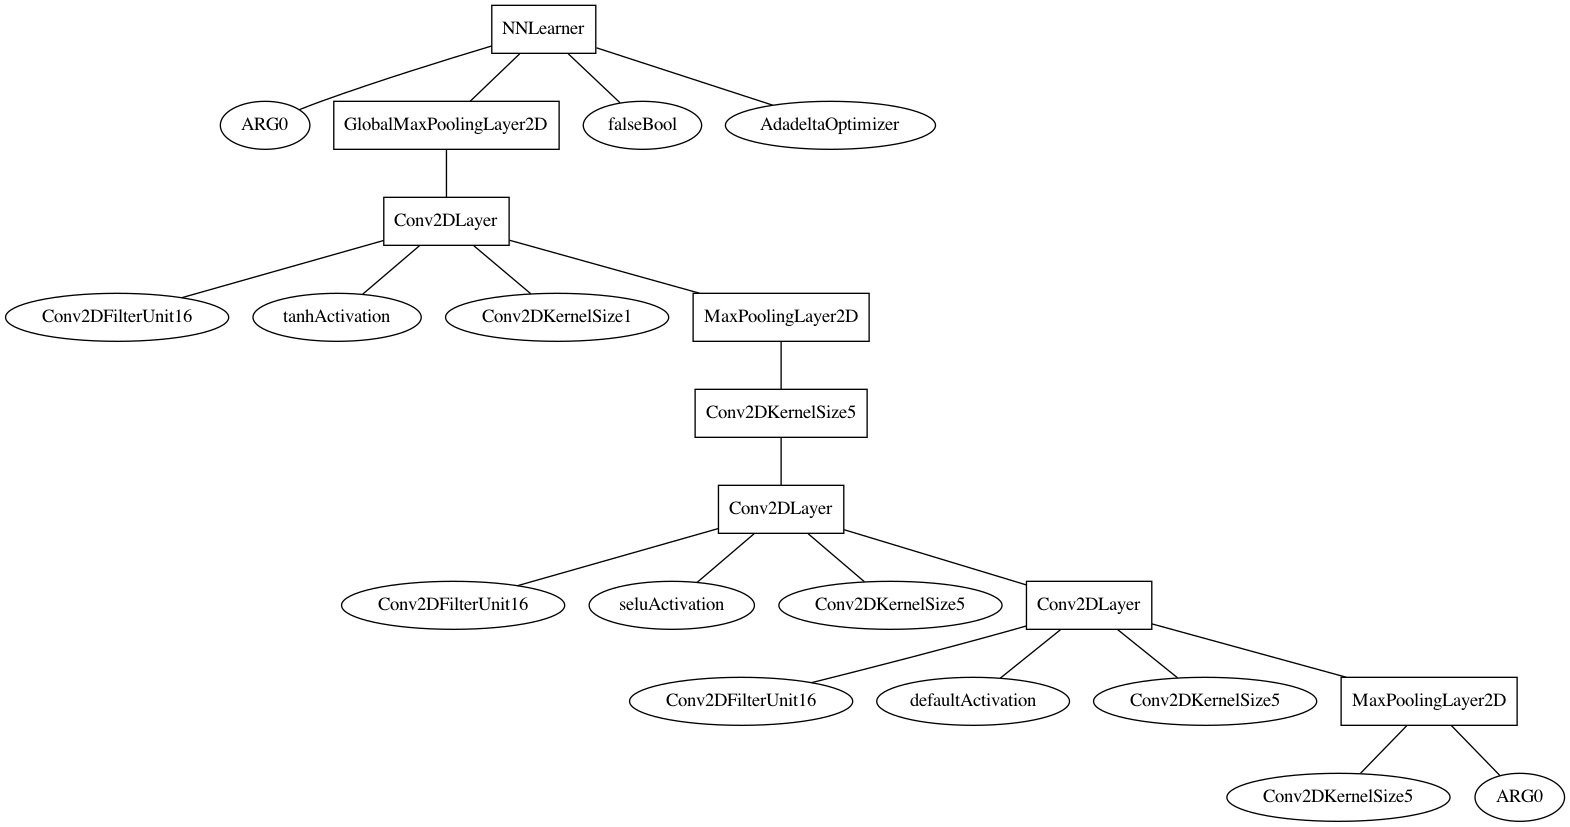 NNLearner
ARG0
GlobalMaxPoolingLayer2D
falseBool
AdadeltaOptimizer
Conv2DLayer
Conv2DFilterUnit16
tanhActivation
Conv2DKernelSize1
MaxPoolingLayer2D
Conv2DKernelSize5
Conv2DLayer
Conv2DFilterUnit16
seluActivation
Conv2DKernelSize5
Conv2DLayer
Conv2DFilterUnit16
defaultActivation
Conv2DKernelSize5
MaxPoolingLayer2D
Conv2DKernelSize5
ARG0